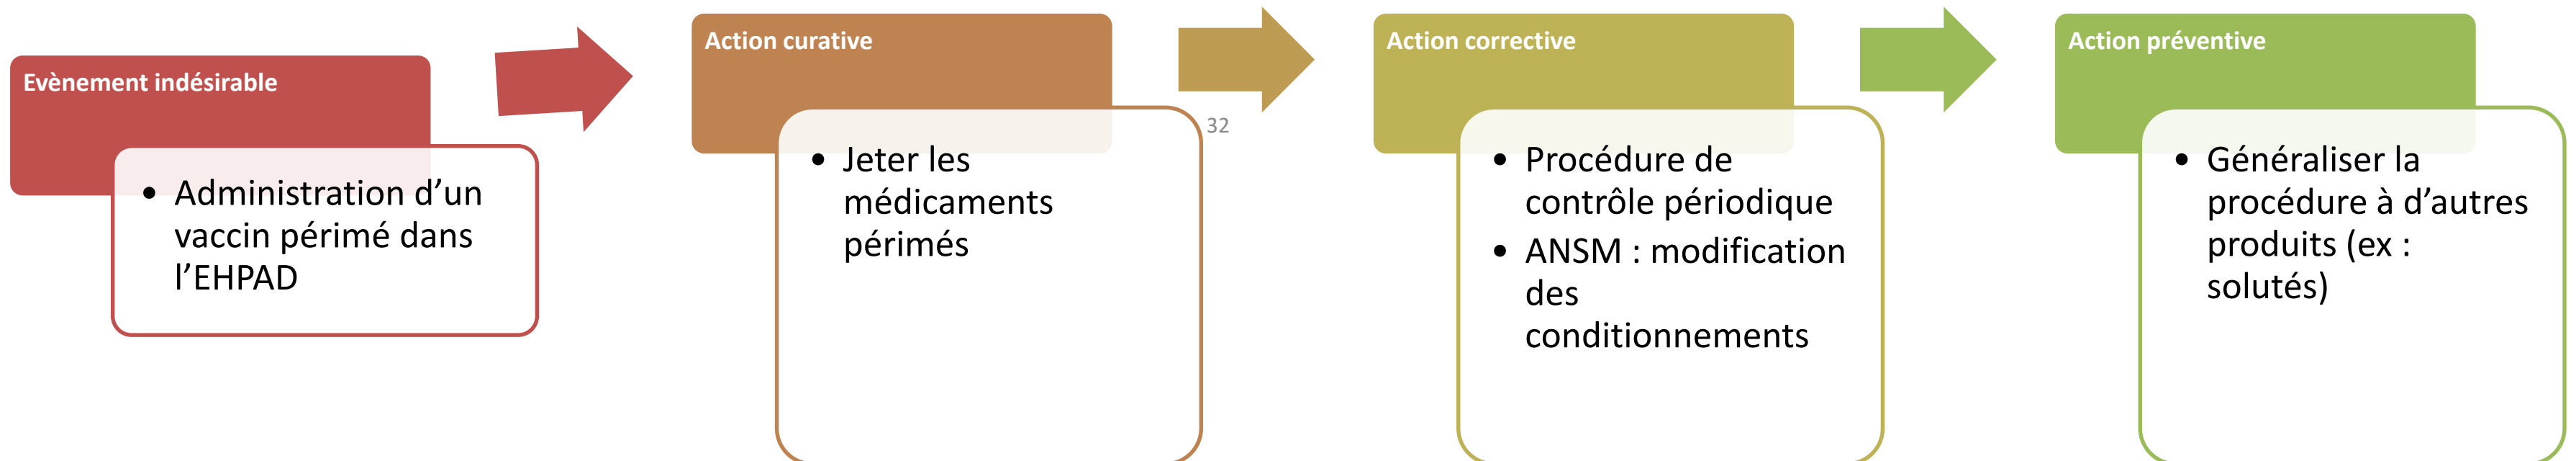 Evènement indésirable
• Administration d’un
vaccin périmé dans
l’EHPAD
Action curative
• Jeter les
médicaments
périmés
32
Action corrective
• Procédure de
contrôle périodique
• ANSM : modification
des
conditionnements
Action préventive
• Généraliser la
procédure à d’autres
produits (ex :
solutés)